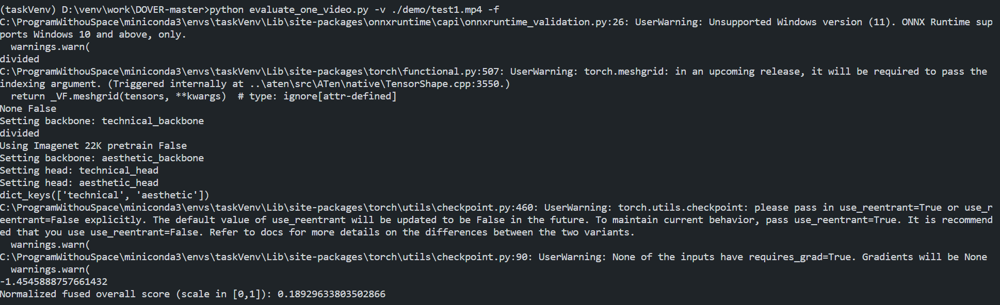 (taskVenv) D:\venv\work\DOVER-master>python evaluate_one_video.py -v ./demo/test1.mp4 -f
C:\ProgramWithouSpace\miniconda3\envs\taskVenv\Lib\site-packages\onnxruntime\capi\onnxruntime_validation.py:26: UserWarning: Unsupported Windows version (11). ONNX Runtime sup
ports Windows 10 and above, only.
  warnings.warn(
divided
C:\ProgramWithouSpace\miniconda3\envs\taskVenv\Lib\site-packages\torch\functional.py:507: UserWarning: torch.meshgrid: in an upcoming release, it will be required to pass the
indexing argument. (Triggered internally at ..\aten\src\ATen\native\TensorShape.cpp:3550.)
  return _VF.meshgrid(tensors, **kwargs)  # type: ignore[attr-defined]
None False
Setting backbone: technical_backbone
divided
Using Imagenet 22K pretrain False
Setting backbone: aesthetic_backbone
Setting head: technical_head
Setting head: aesthetic_head
dict_keys(['technical', 'aesthetic'])
C:\ProgramWithouSpace\miniconda3\envs\taskVenv\Lib\site-packages\torch\utils\checkpoint.py:460: UserWarning: torch.utils.checkpoint: please pass in use_reentrant=True or use_r
eentrant=False explicitly. The default value of use_reentrant will be updated to be False in the future. To maintain current behavior, pass use_reentrant=True. It is recommend
ed that you use use_reentrant=False. Refer to docs for more details on the differences between the two variants.
  warnings.warn(
C:\ProgramWithouSpace\miniconda3\envs\taskVenv\Lib\site-packages\torch\utils\checkpoint.py:90: UserWarning: None of the inputs have requires_grad=True. Gradients will be None
  warnings.warn(
-1.4545888757661432
Normalized fused overall score (scale in [0,1]): 0.18929633803502866